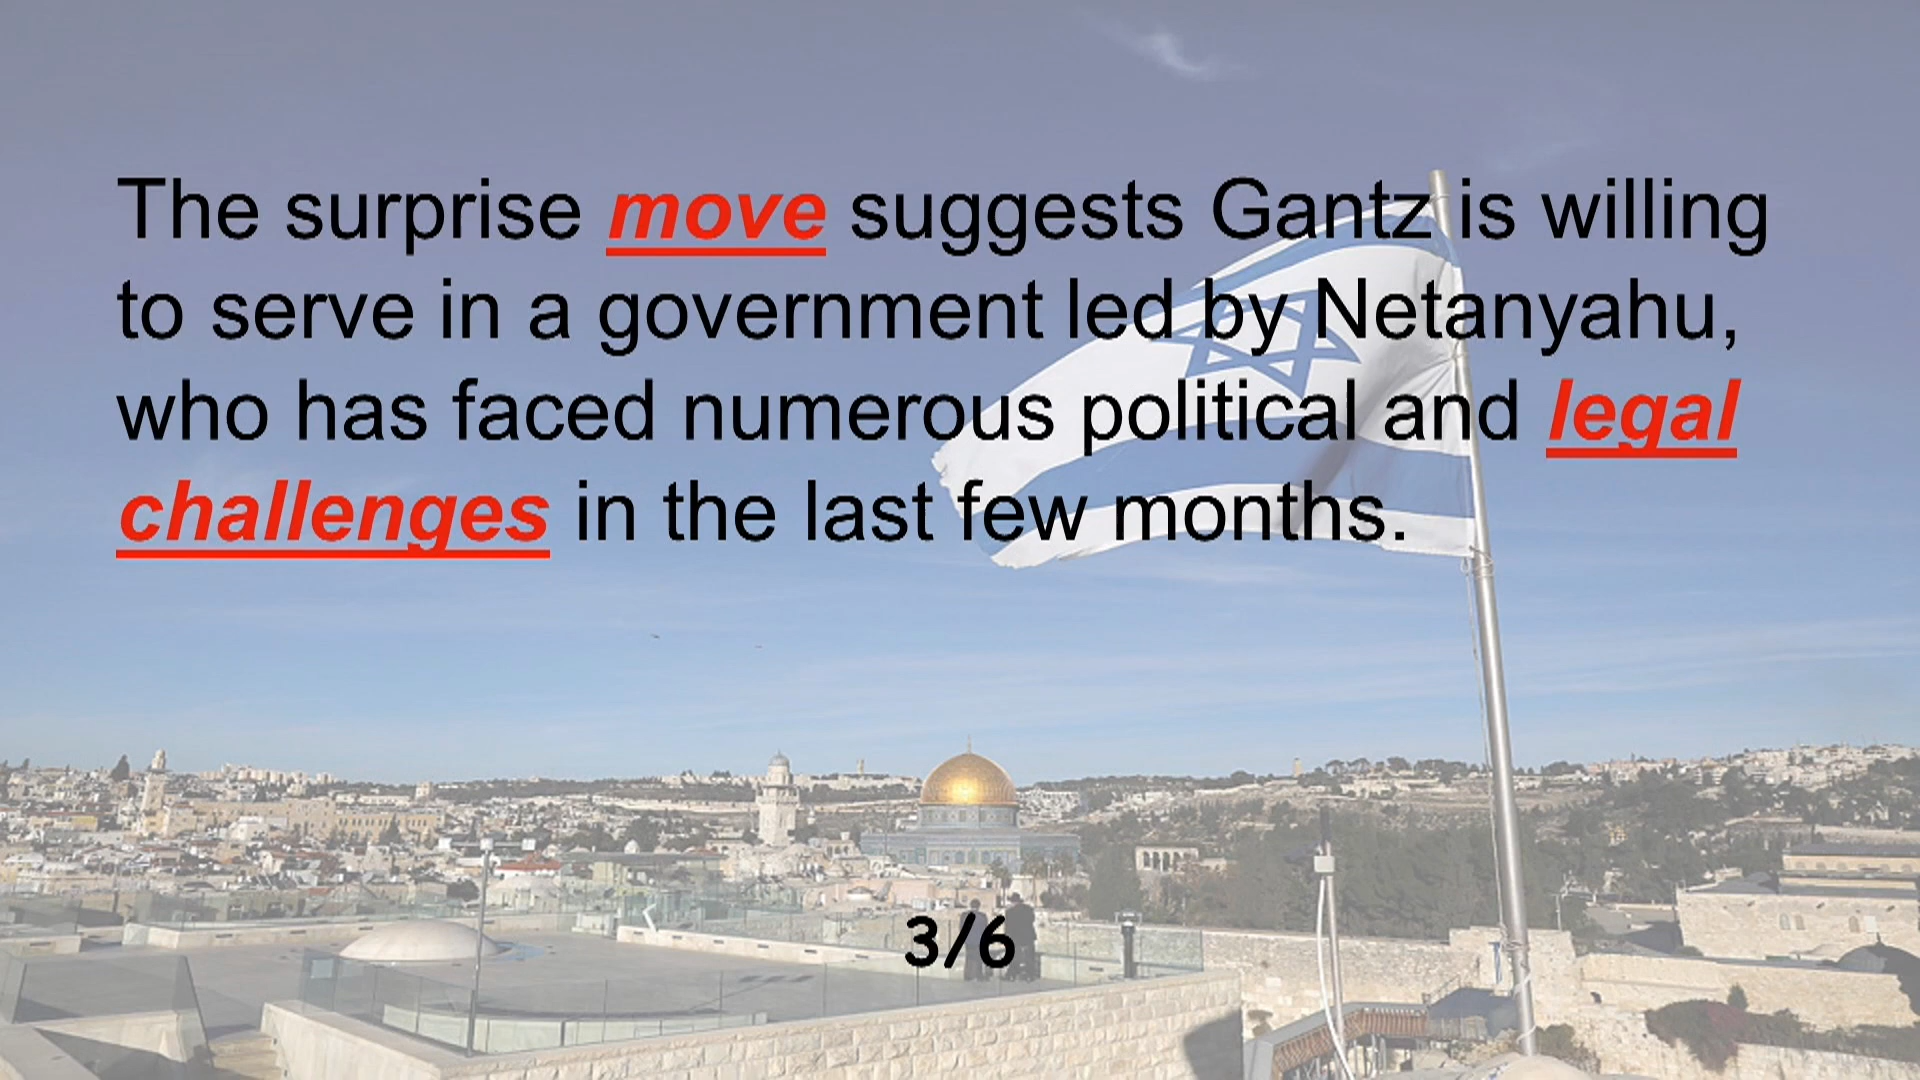 The surprise move suggests Gantz is willing
to serve in a government led by Netanyahu,
who has faced numerous political and legal
challenges in the last few months.
3/6